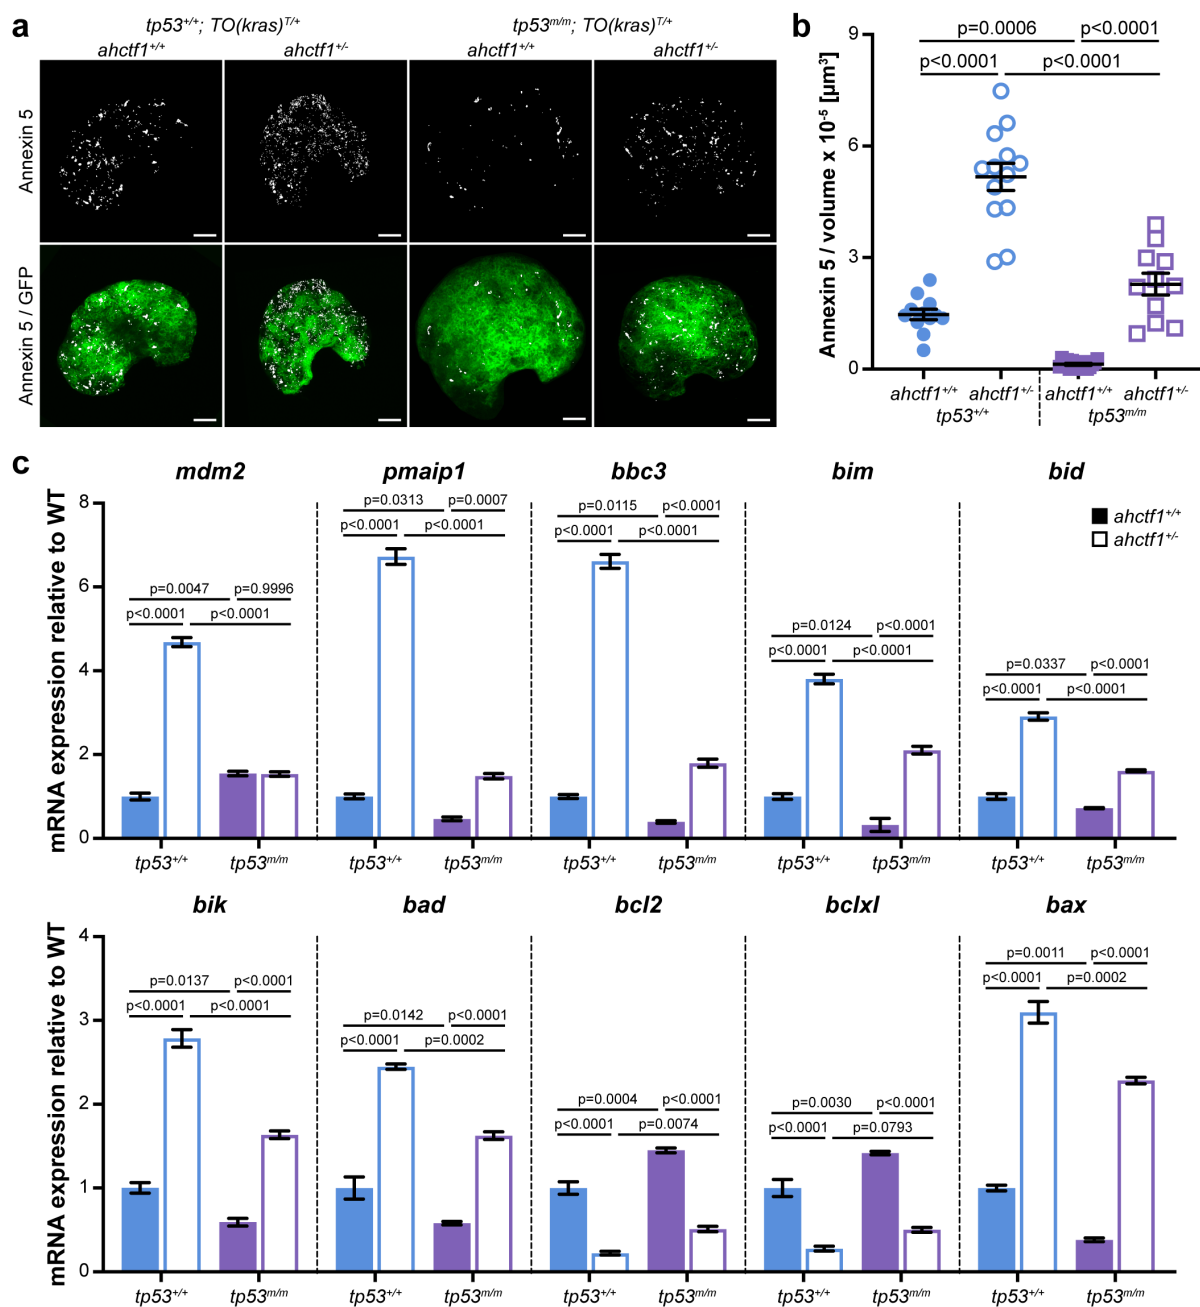 a
tp53+/+; TO(kras)T/+
tp53m/m; TO(kras)T/+
ahctf1+/+
ahctf1+/-
ahctf1+/+
ahctf1+/-
Annexin 5
Annexin 5 / GFP
b
p=0.0006
p<0.0001
p<0.0001
p<0.0001
Annexin 5 / volume x 10-5 [µm3]
9
6
3
0
ahctf1+/+
ahctf1+/-
ahctf1+/+
ahctf1+/-
tp53+/+
tp53m/m
c
mdm2
pmaip1
bbc3
bim
bid
ahctf1+/+
ahctf1+/-
mRNA expression relative to WT
8
6
4
2
0
p=0.0047
p=0.9996
p<0.0001
p<0.0001
p=0.0313
p=0.0007
p<0.0001
p<0.0001
p=0.0115
p<0.0001
p<0.0001
p<0.0001
p=0.0124
p<0.0001
p<0.0001
p<0.0001
p=0.0337
p<0.0001
p<0.0001
p<0.0001
tp53+/+
tp53m/m
tp53+/+
tp53m/m
tp53+/+
tp53m/m
tp53+/+
tp53m/m
tp53+/+
tp53m/m
bik
bad
bcl2
bclxl
bax
mRNA expression relative to WT
4
3
2
1
0
p=0.0137
p<0.0001
p<0.0001
p<0.0001
p=0.0142
p<0.0001
p<0.0001
p=0.0002
p=0.0004
p<0.0001
p<0.0001
p=0.0074
p=0.0030
p<0.0001
p<0.0001
p=0.0793
p=0.0011
p<0.0001
p<0.0001
p=0.0002
tp53+/+
tp53m/m
tp53+/+
tp53m/m
tp53+/+
tp53m/m
tp53+/+
tp53m/m
tp53+/+
tp53m/m